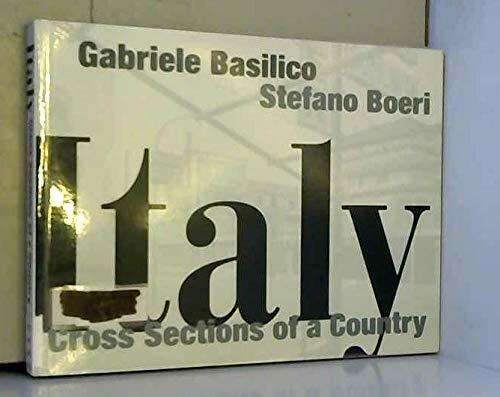 Gabriele Basilico
Stefano Boeri
Italy
Cross Sections of a Country